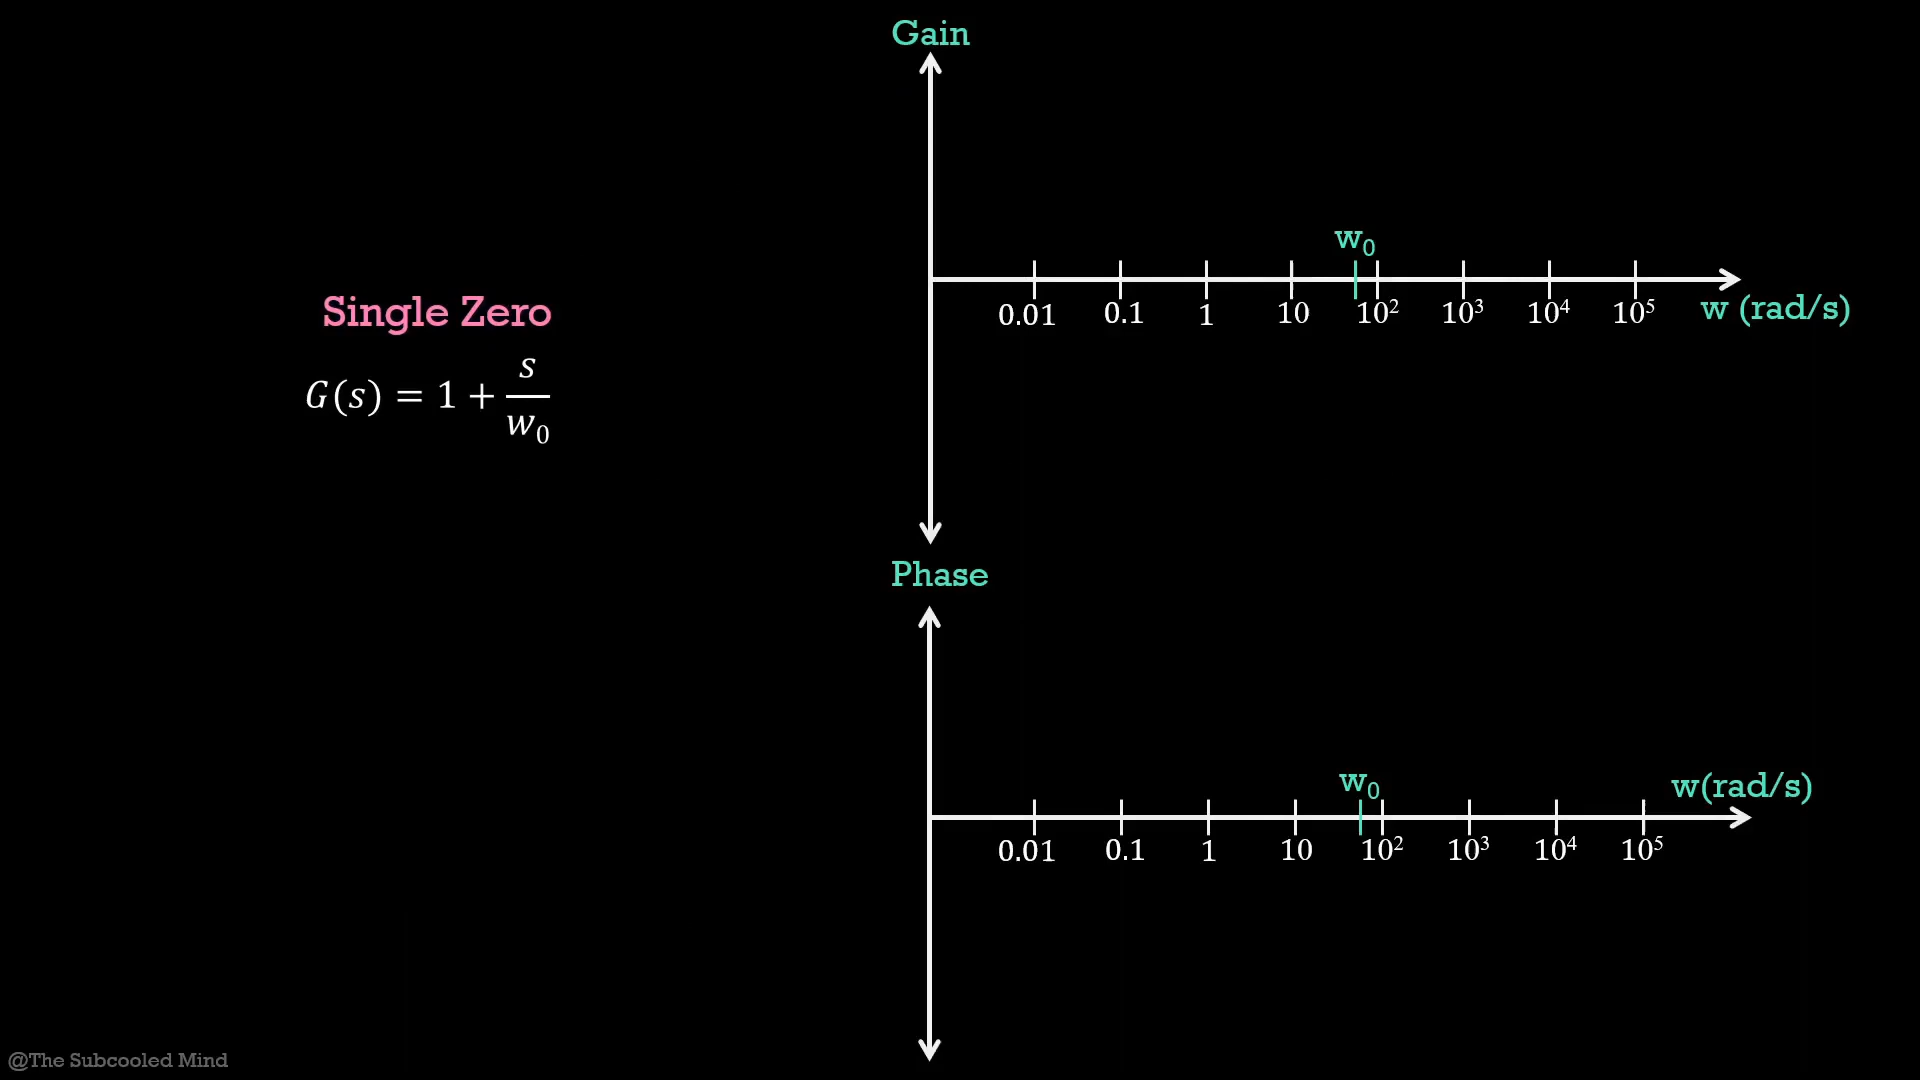 Gain
w₀
0.01 0.1 1 10 10² 10³ 10⁴ 10⁵ w (rad/s)
Single Zero
G(s) = 1 + s/w₀
Phase
w₀ w(rad/s)
0.01 0.1 1 10 10² 10³ 10⁴ 10⁵
@The Subcooled Mind